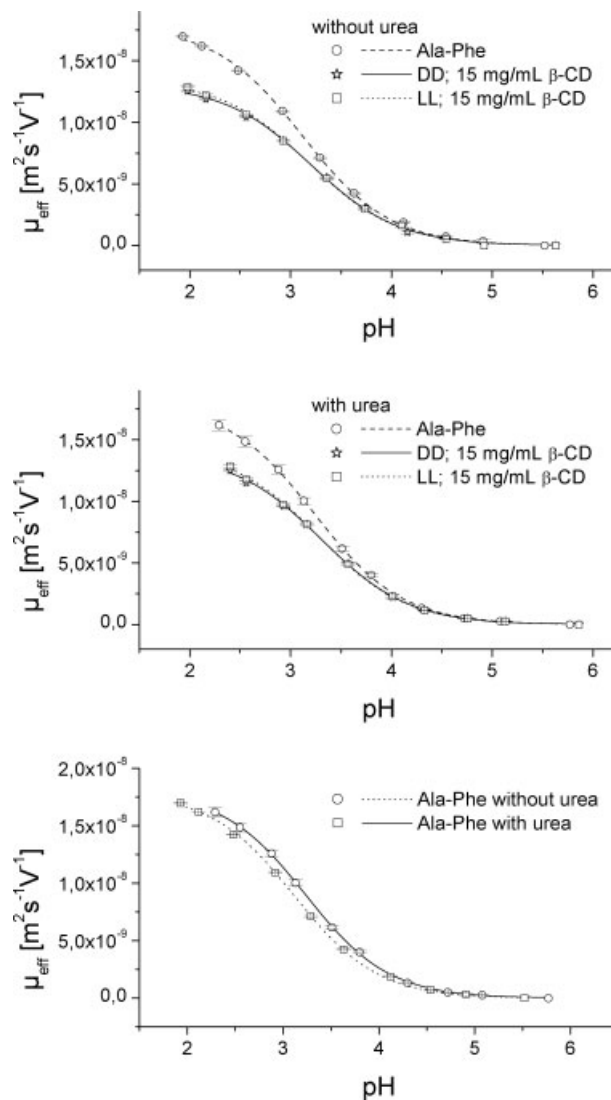 without urea
Ala-Phe
DD; 15 mg/mL β-CD
LL; 15 mg/mL β-CD
1,5x10⁻⁸
1,0x10⁻⁸
5,0x10⁻⁹
0,0
μeff [m²s⁻¹V⁻¹]
2 3 4 5 6
pH
with urea
Ala-Phe
DD; 15 mg/mL β-CD
LL; 15 mg/mL β-CD
1,5x10⁻⁸
1,0x10⁻⁸
5,0x10⁻⁹
0,0
μeff [m²s⁻¹V⁻¹]
2 3 4 5 6
pH
2,0x10⁻⁸
Ala-Phe without urea
Ala-Phe with urea
1,5x10⁻⁸
1,0x10⁻⁸
5,0x10⁻⁹
0,0
μeff [m²s⁻¹V⁻¹]
2 3 4 5 6
pH